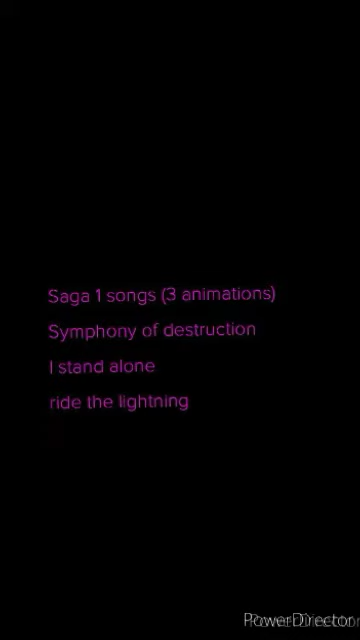 Saga 1 songs (3 animations)
Symphony of destruction
I stand alone
ride the lightning
PowerDirector